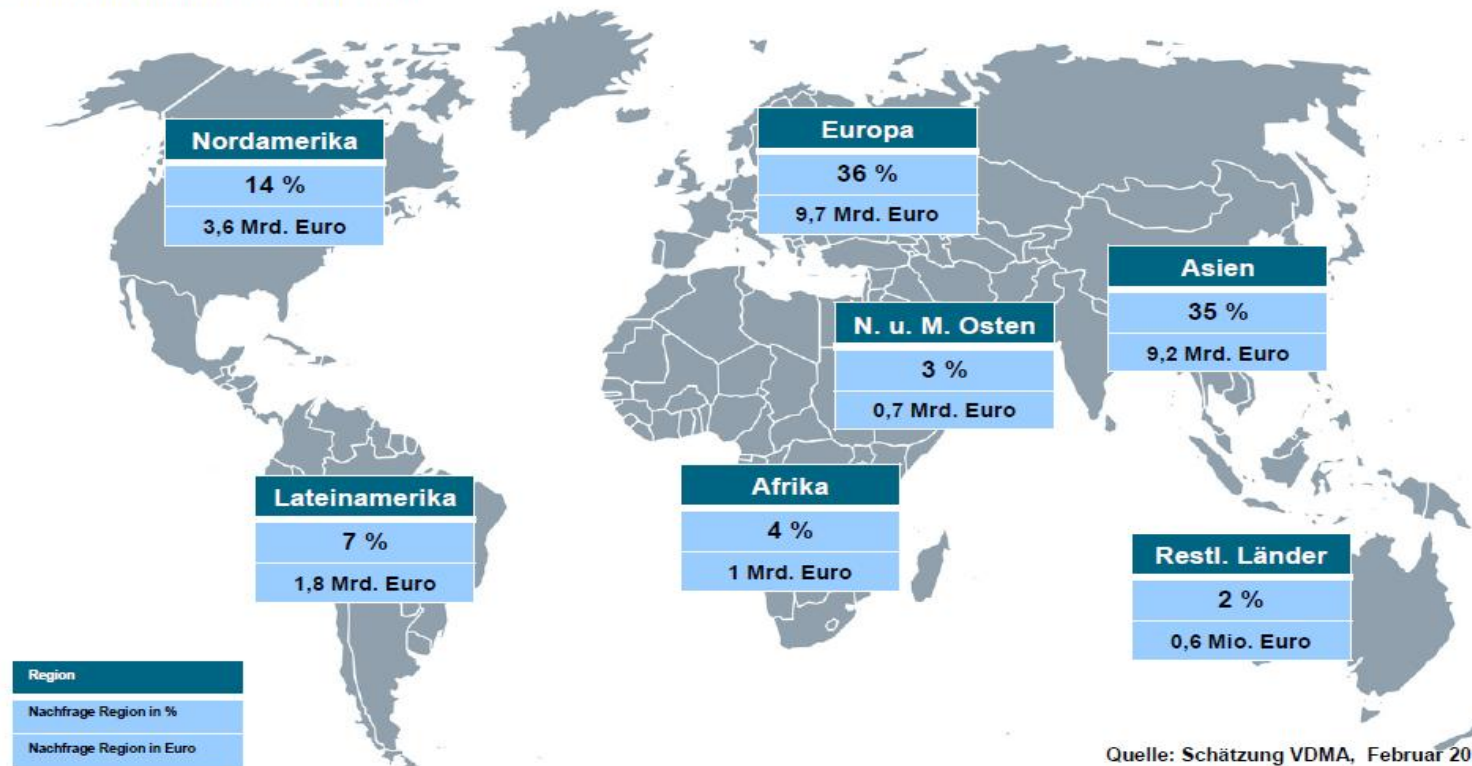 Nordamerika
14 %
3,6 Mrd. Euro
Europa
36 %
9,7 Mrd. Euro
Asien
35 %
9,2 Mrd. Euro
N. u. M. Osten
3 %
0,7 Mrd. Euro
Lateinamerika
7 %
1,8 Mrd. Euro
Afrika
4 %
1 Mrd. Euro
Restl. Länder
2 %
0,6 Mio. Euro
Region
Nachfrage Region in %
Nachfrage Region in Euro
Quelle: Schätzung VDMA, Februar 20